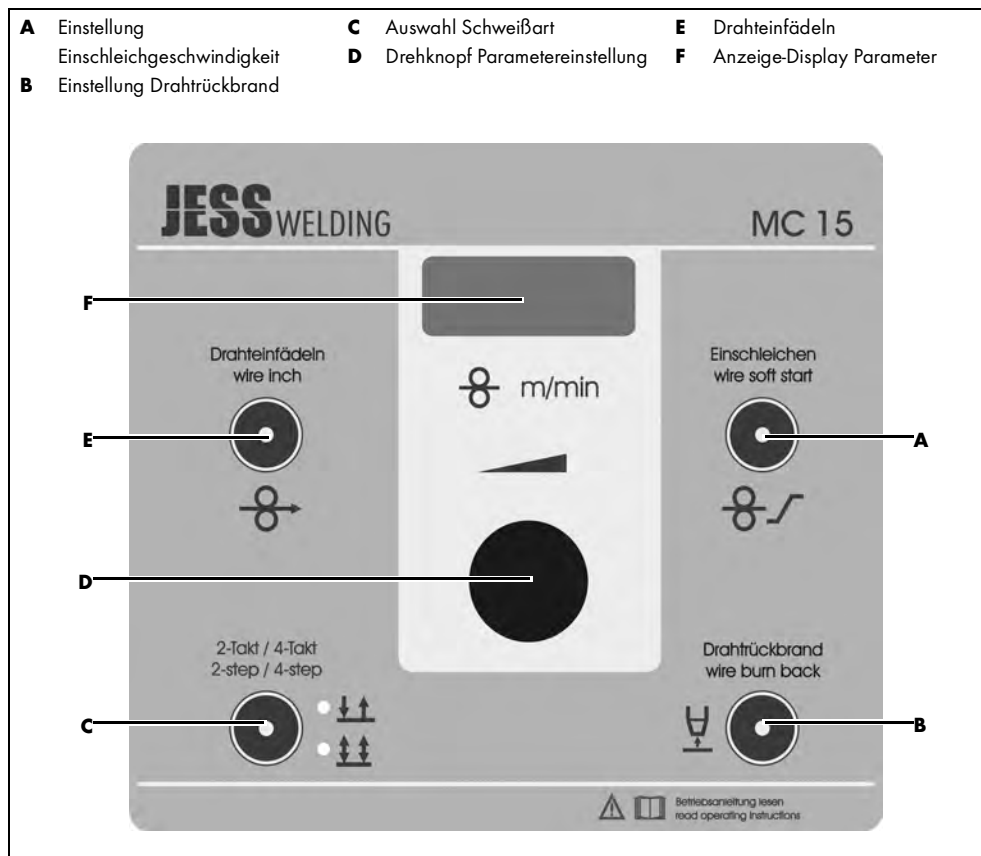 A Einstellung Einschleichgeschwindigkeit
B Einstellung Drahtrückbrand
C Auswahl Schweißart
D Drehknopf Parametereinstellung
E Drahteinfädeln
F Anzeige-Display Parameter
JESS WELDING
MC 15
F
Drahteinfädeln
wire inch
m/min
Einschleichen
wire soft start
E
A
D
2-Takt / 4-Takt
2-step / 4-step
Drahtrückbrand
wire burn back
C
B
Betriebsanleitung lesen
read operating instructions